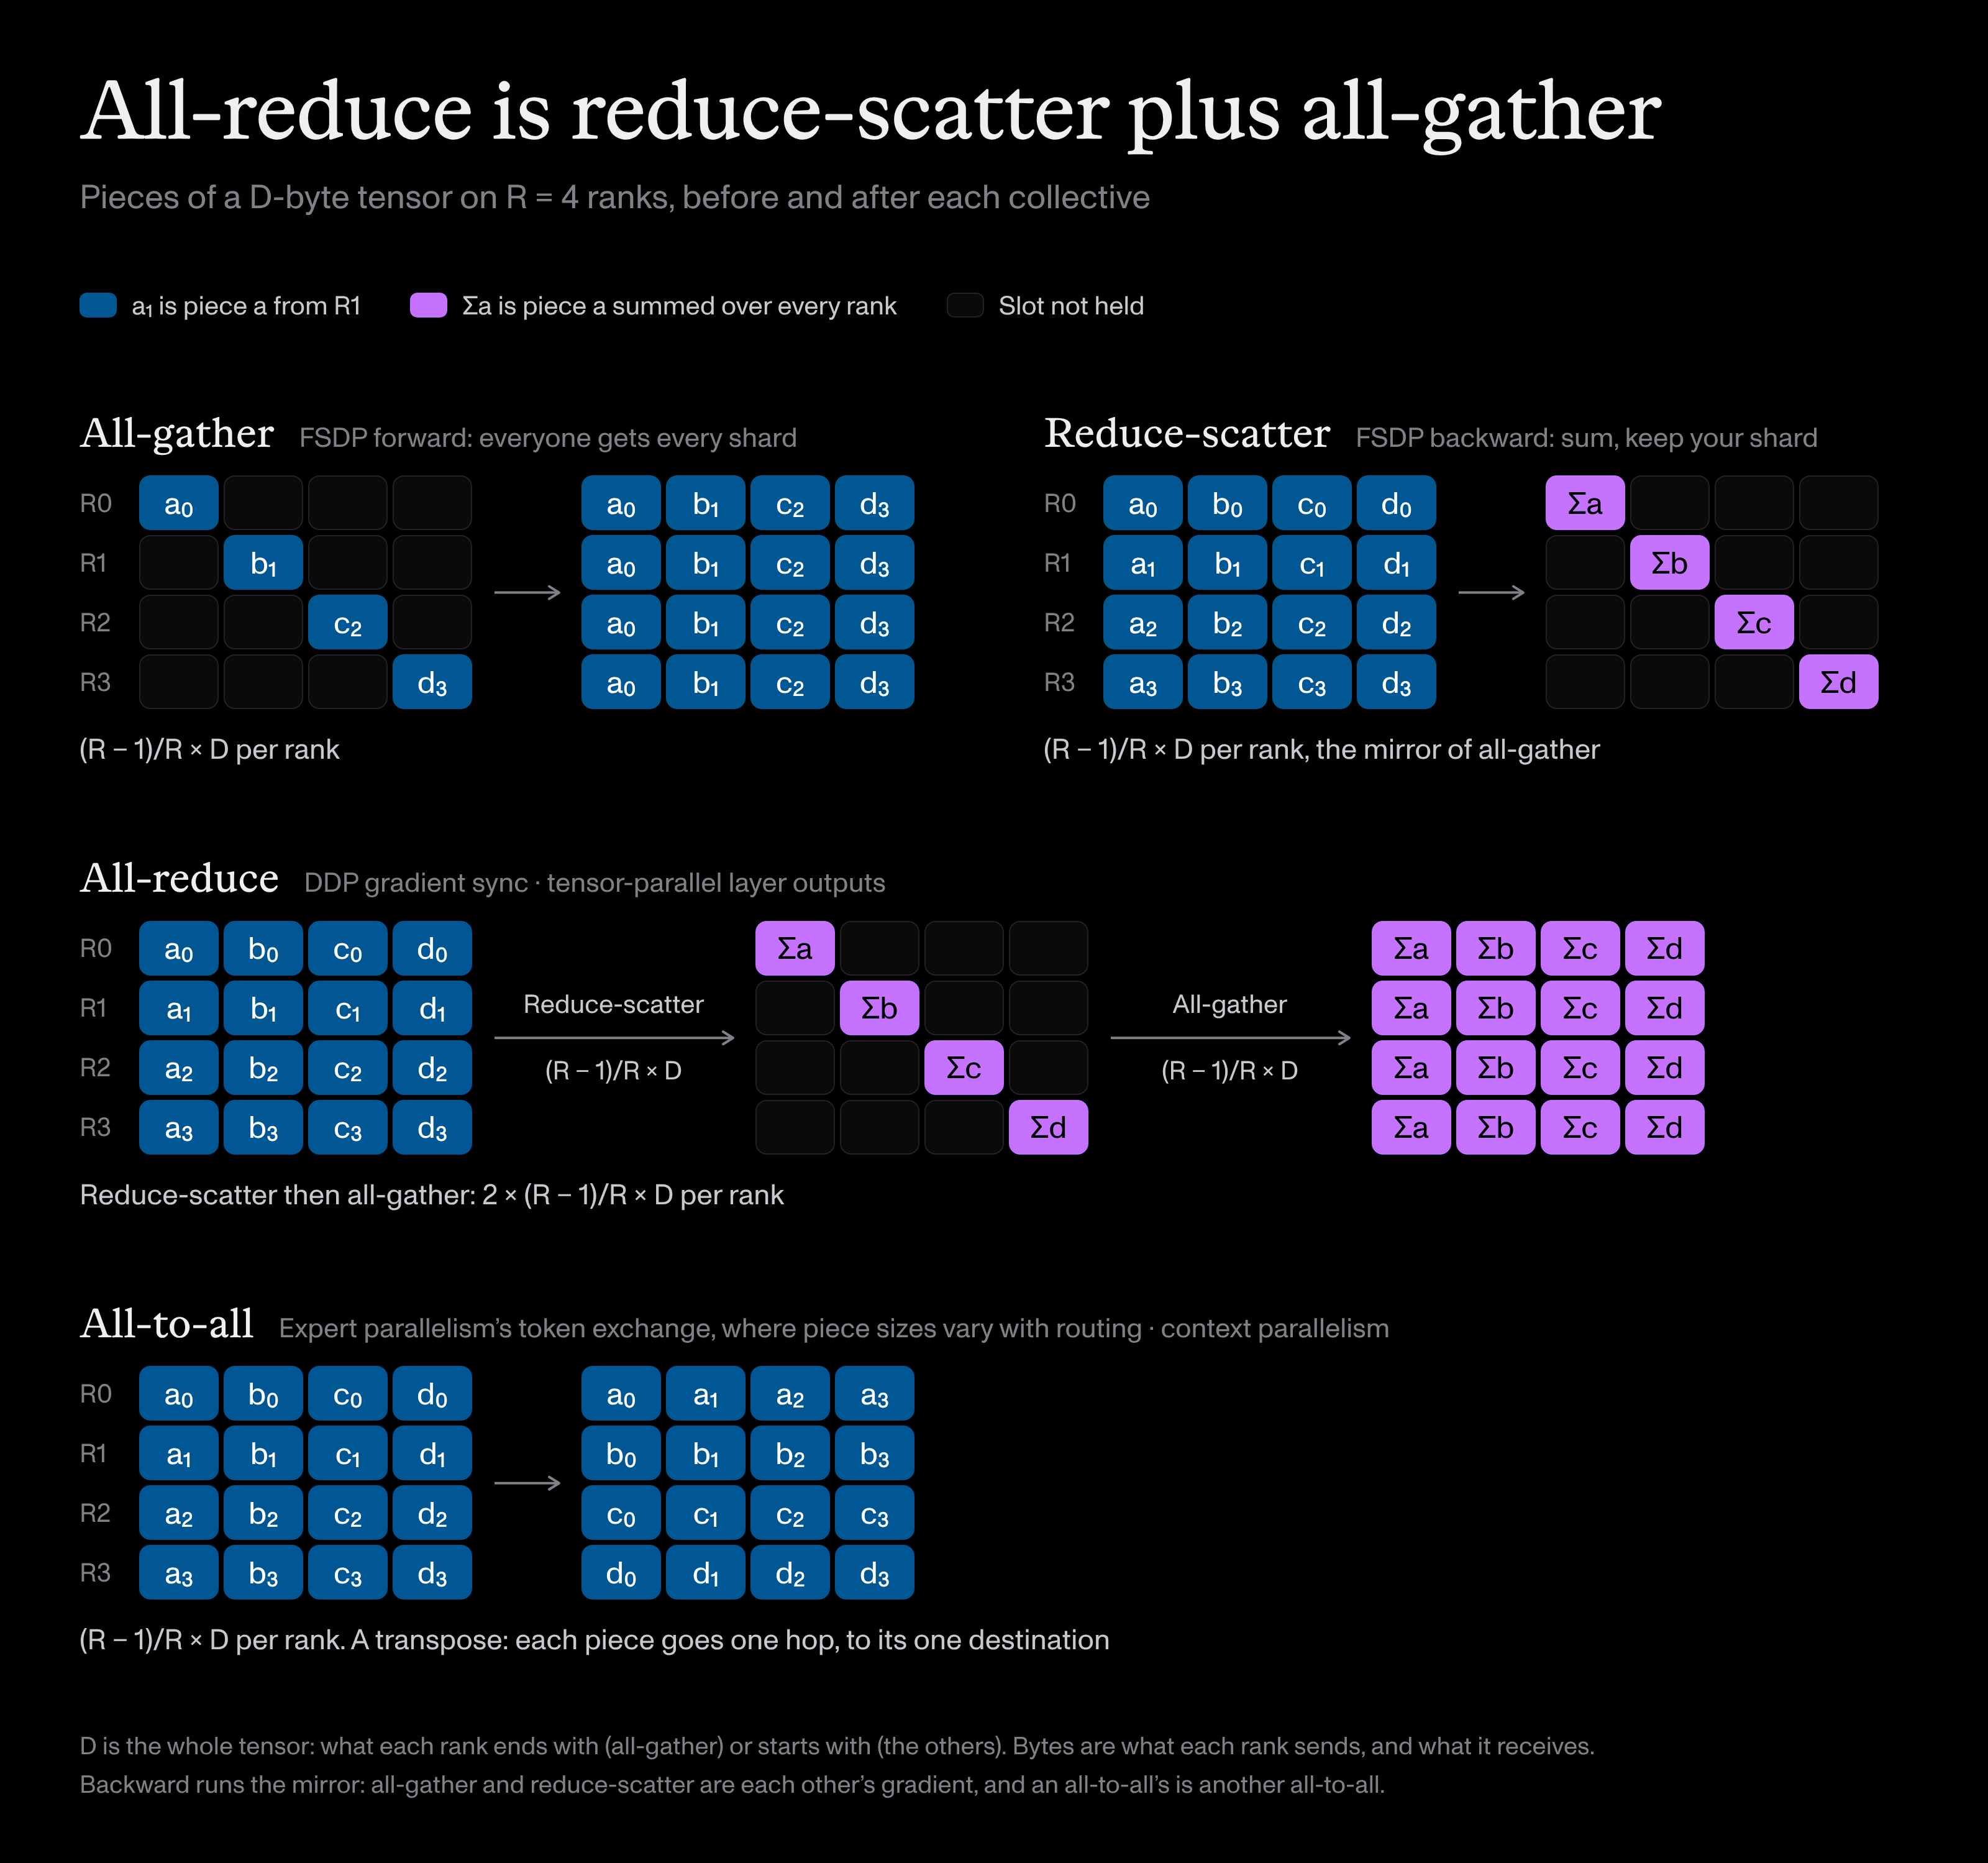 All-reduce is reduce-scatter plus all-gather
Pieces of a D-byte tensor on R = 4 ranks, before and after each collective
a₁ is piece a from R1
Σa is piece a summed over every rank
Slot not held
All-gather FSDP forward: everyone gets every shard
R0 a₀ a₀ b₁ c₂ d₃
R1 b₁ a₀ b₁ c₂ d₃
R2 c₂ a₀ b₁ c₂ d₃
R3 d₃ a₀ b₁ c₂ d₃
(R − 1)/R × D per rank
Reduce-scatter FSDP backward: sum, keep your shard
R0 a₀ b₀ c₀ d₀ Σa
R1 a₁ b₁ c₁ d₁ Σb
R2 a₂ b₂ c₂ d₂ Σc
R3 a₃ b₃ c₃ d₃ Σd
(R − 1)/R × D per rank, the mirror of all-gather
All-reduce DDP gradient sync · tensor-parallel layer outputs
R0 a₀ b₀ c₀ d₀ Σa Σa Σb Σc Σd
R1 a₁ b₁ c₁ d₁ Reduce-scatter Σb All-gather Σa Σb Σc Σd
R2 a₂ b₂ c₂ d₂ (R − 1)/R × D Σc (R − 1)/R × D Σa Σb Σc Σd
R3 a₃ b₃ c₃ d₃ Σd Σa Σb Σc Σd
Reduce-scatter then all-gather: 2 × (R − 1)/R × D per rank
All-to-all Expert parallelism’s token exchange, where piece sizes vary with routing · context parallelism
R0 a₀ b₀ c₀ d₀ a₀ a₁ a₂ a₃
R1 a₁ b₁ c₁ d₁ b₀ b₁ b₂ b₃
R2 a₂ b₂ c₂ d₂ c₀ c₁ c₂ c₃
R3 a₃ b₃ c₃ d₃ d₀ d₁ d₂ d₃
(R − 1)/R × D per rank. A transpose: each piece goes one hop, to its one destination
D is the whole tensor: what each rank ends with (all-gather) or starts with (the others). Bytes are what each rank sends, and what it receives.
Backward runs the mirror: all-gather and reduce-scatter are each other’s gradient, and an all-to-all’s is another all-to-all.